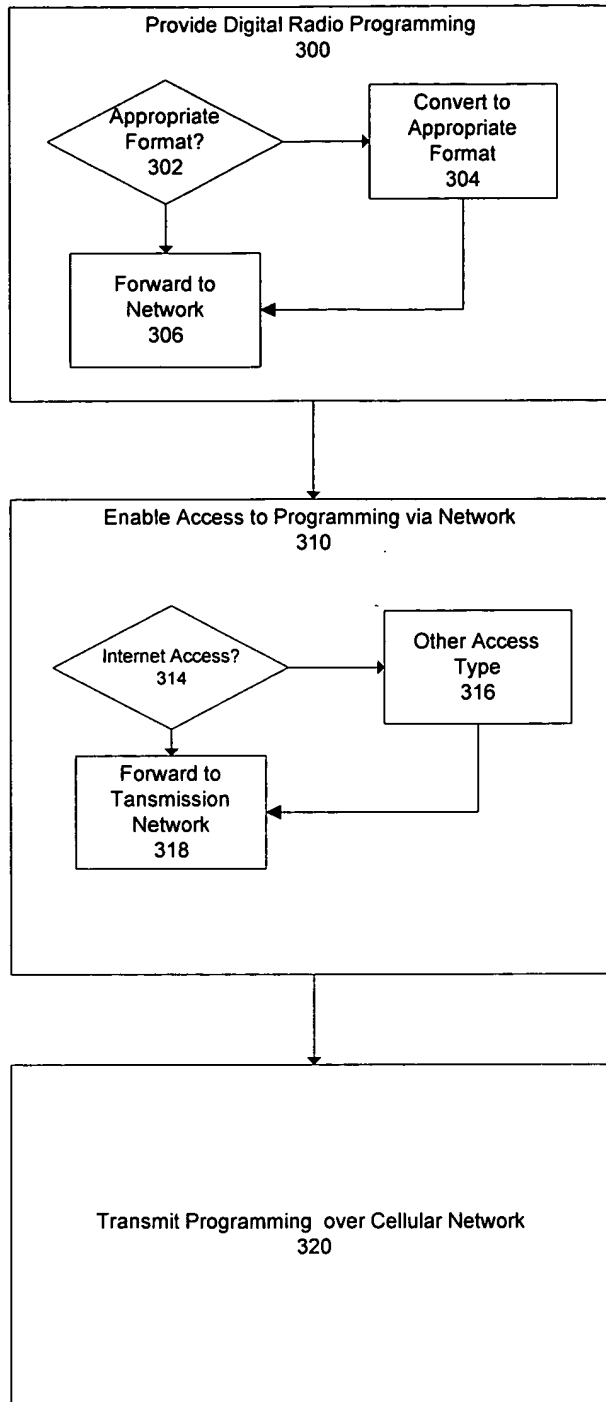 Provide Digital Radio Programming
300
Appropriate
Format?
302
Convert to
Appropriate
Format
304
Forward to
Network
306
Enable Access to Programming via Network
310
Internet Access?
314
Other Access
Type
316
Forward to
Tansmission
Network
318
Transmit Programming over Cellular Network
320